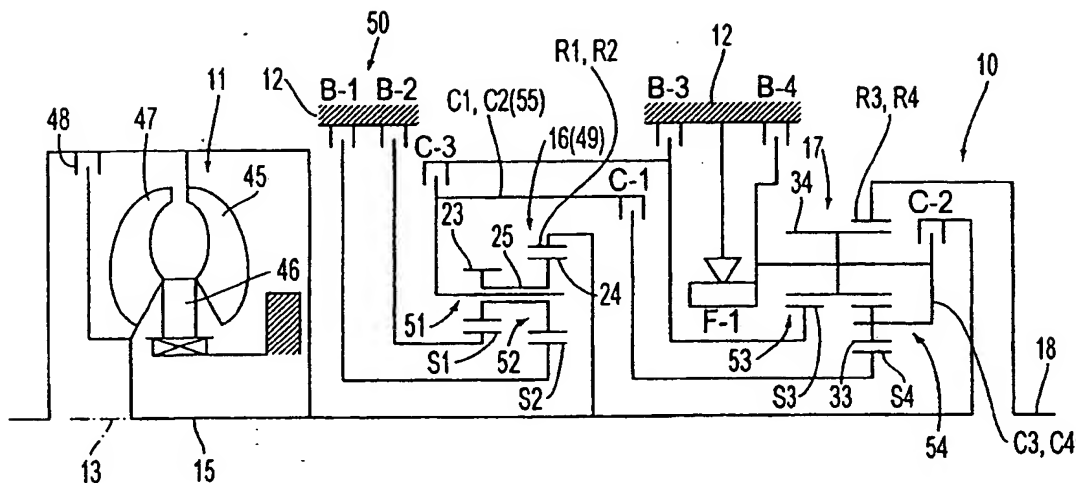 50
12
R1, R2
12
10
48
47
11
B-1
B-2
C1, C2(55)
B-3
B-4
R3, R4
16(49)
17
C-3
45
34
C-1
C-2
23
25
46
24
51
F-1
S1
52
53
18
S2
S3
33
S4
13
15
54
C3, C4